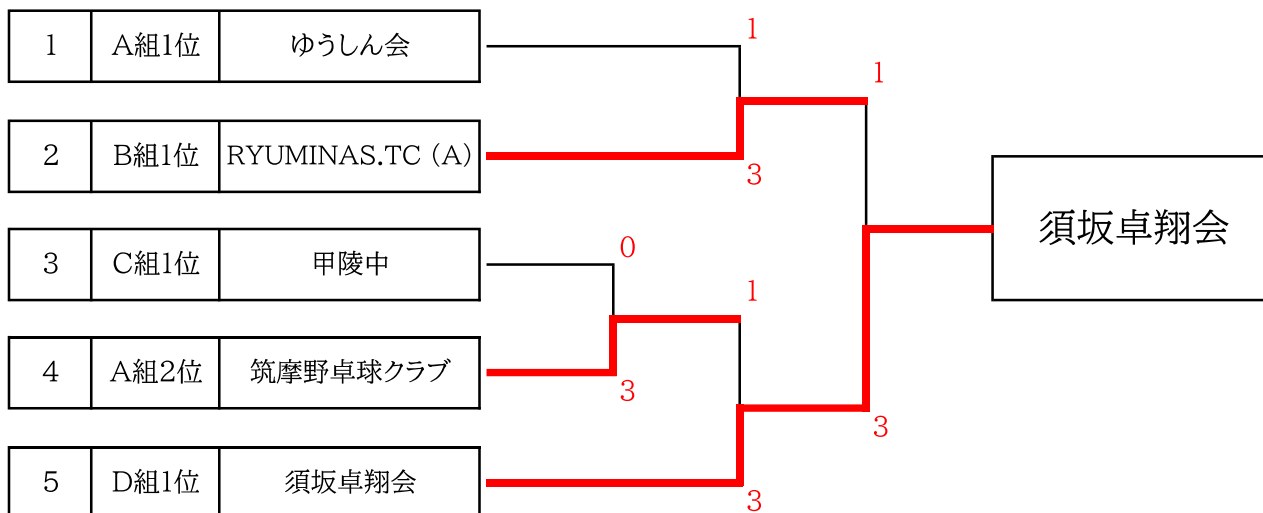 1 A組1位 ゆうしん会
2 B組1位 RYUMINAS.TC (A)
3 C組1位 甲陵中
4 A組2位 筑摩野卓球クラブ
5 D組1位 須坂卓翔会
1
3
0
3
1
3
1
3
須坂卓翔会